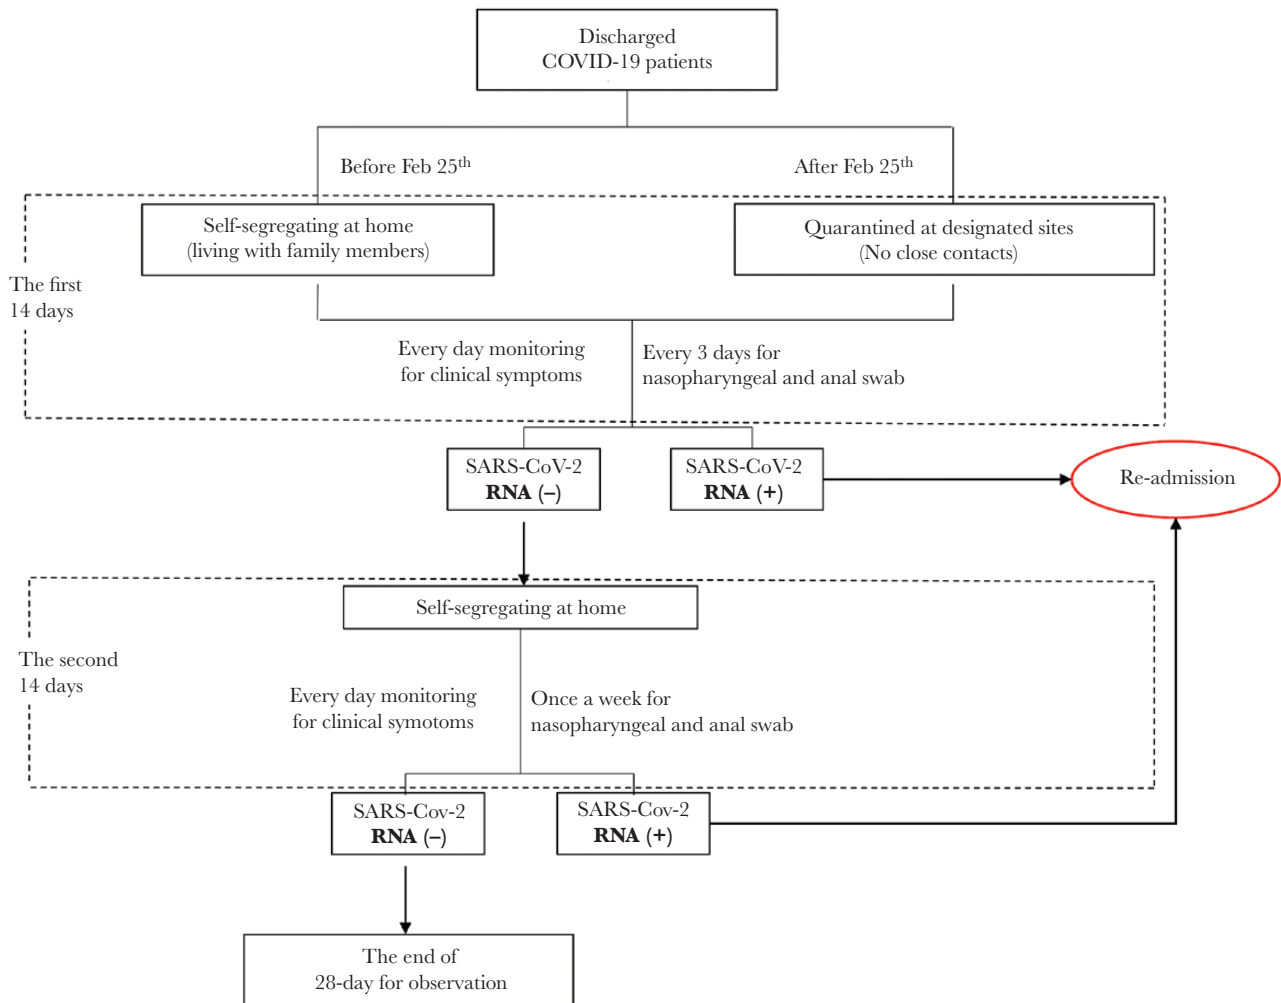 Discharged
COVID-19 patients
Before Feb 25th
After Feb 25th
Self-segregating at home
(living with family members)
Quarantined at designated sites
(No close contacts)
The first
14 days
Every day monitoring
for clinical symptoms
Every 3 days for
nasopharyngeal and anal swab
SARS-CoV-2
RNA (–)
SARS-CoV-2
RNA (+)
Re-admission
Self-segregating at home
The second
14 days
Every day monitoring
for clinical symotoms
Once a week for
nasopharyngeal and anal swab
SARS-Cov-2
RNA (–)
SARS-Cov-2
RNA (+)
The end of
28-day for observation